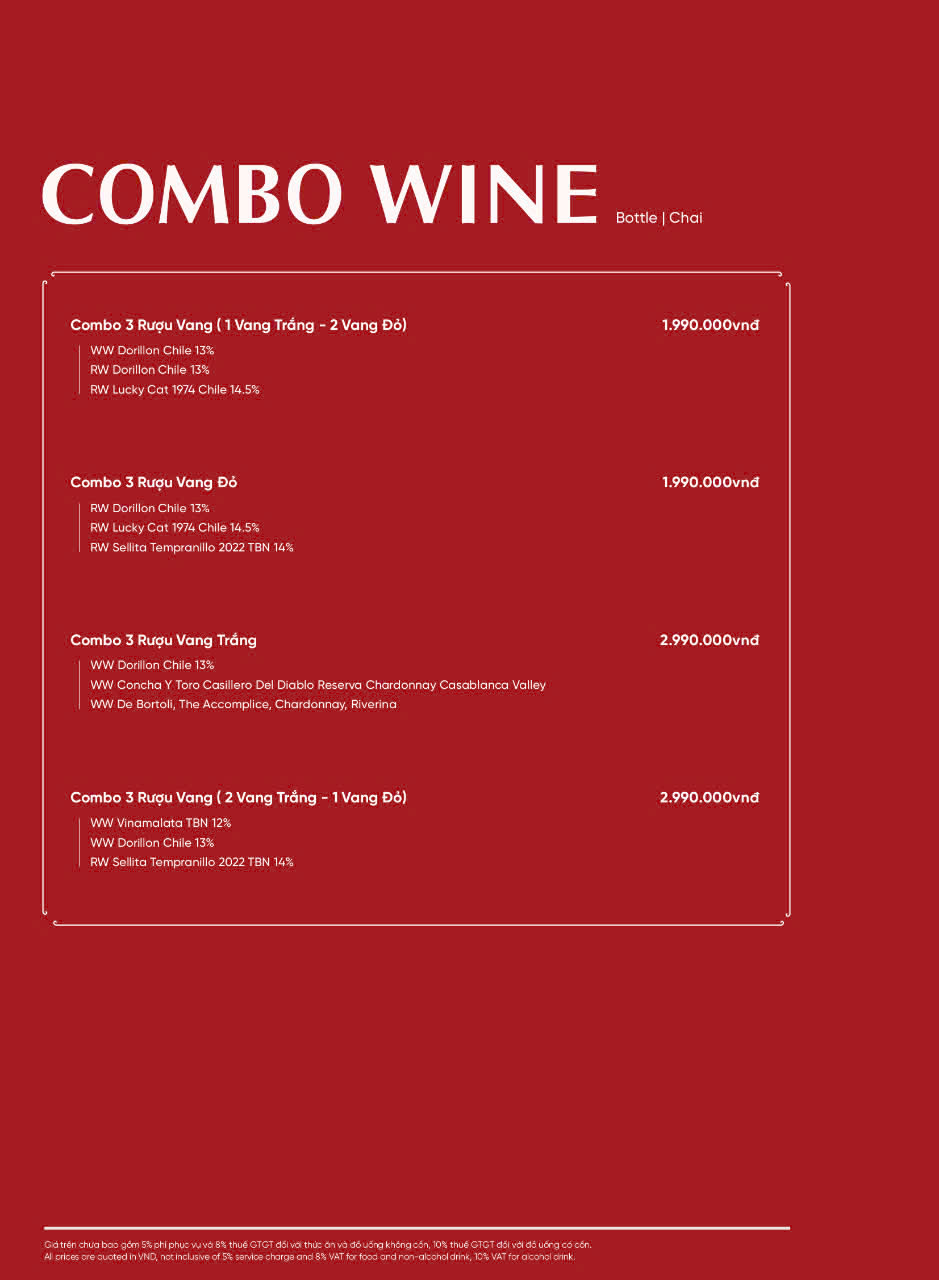 COMBO WINE Bottle | Chai
Combo 3 Rượu Vang ( 1 Vang Trắng - 2 Vang Đỏ) 1.990.000vnđ
WW Dorillon Chile 13%
RW Dorillon Chile 13%
RW Lucky Cat 1974 Chile 14.5%
Combo 3 Rượu Vang Đỏ 1.990.000vnđ
RW Dorillon Chile 13%
RW Lucky Cat 1974 Chile 14.5%
RW Sellita Tempranillo 2022 TBN 14%
Combo 3 Rượu Vang Trắng 2.990.000vnđ
WW Dorillon Chile 13%
WW Concha Y Toro Casillero Del Diablo Reserva Chardonnay Casablanca Valley
WW De Bortoli, The Accomplice, Chardonnay, Riverina
Combo 3 Rượu Vang ( 2 Vang Trắng - 1 Vang Đỏ) 2.990.000vnđ
WW Vinamalata TBN 12%
WW Dorillon Chile 13%
RW Sellita Tempranillo 2022 TBN 14%
Giá trên chưa bao gồm 5% phí phục vụ và 8% thuế GTGT đối với thức ăn và đồ uống không cồn, 10% thuế GTGT đối với đồ uống có cồn.
All prices are quoted in VND, not inclusive of 5% service charge and 8% VAT for food and non-alcohol drink, 10% VAT for alcohol drink.